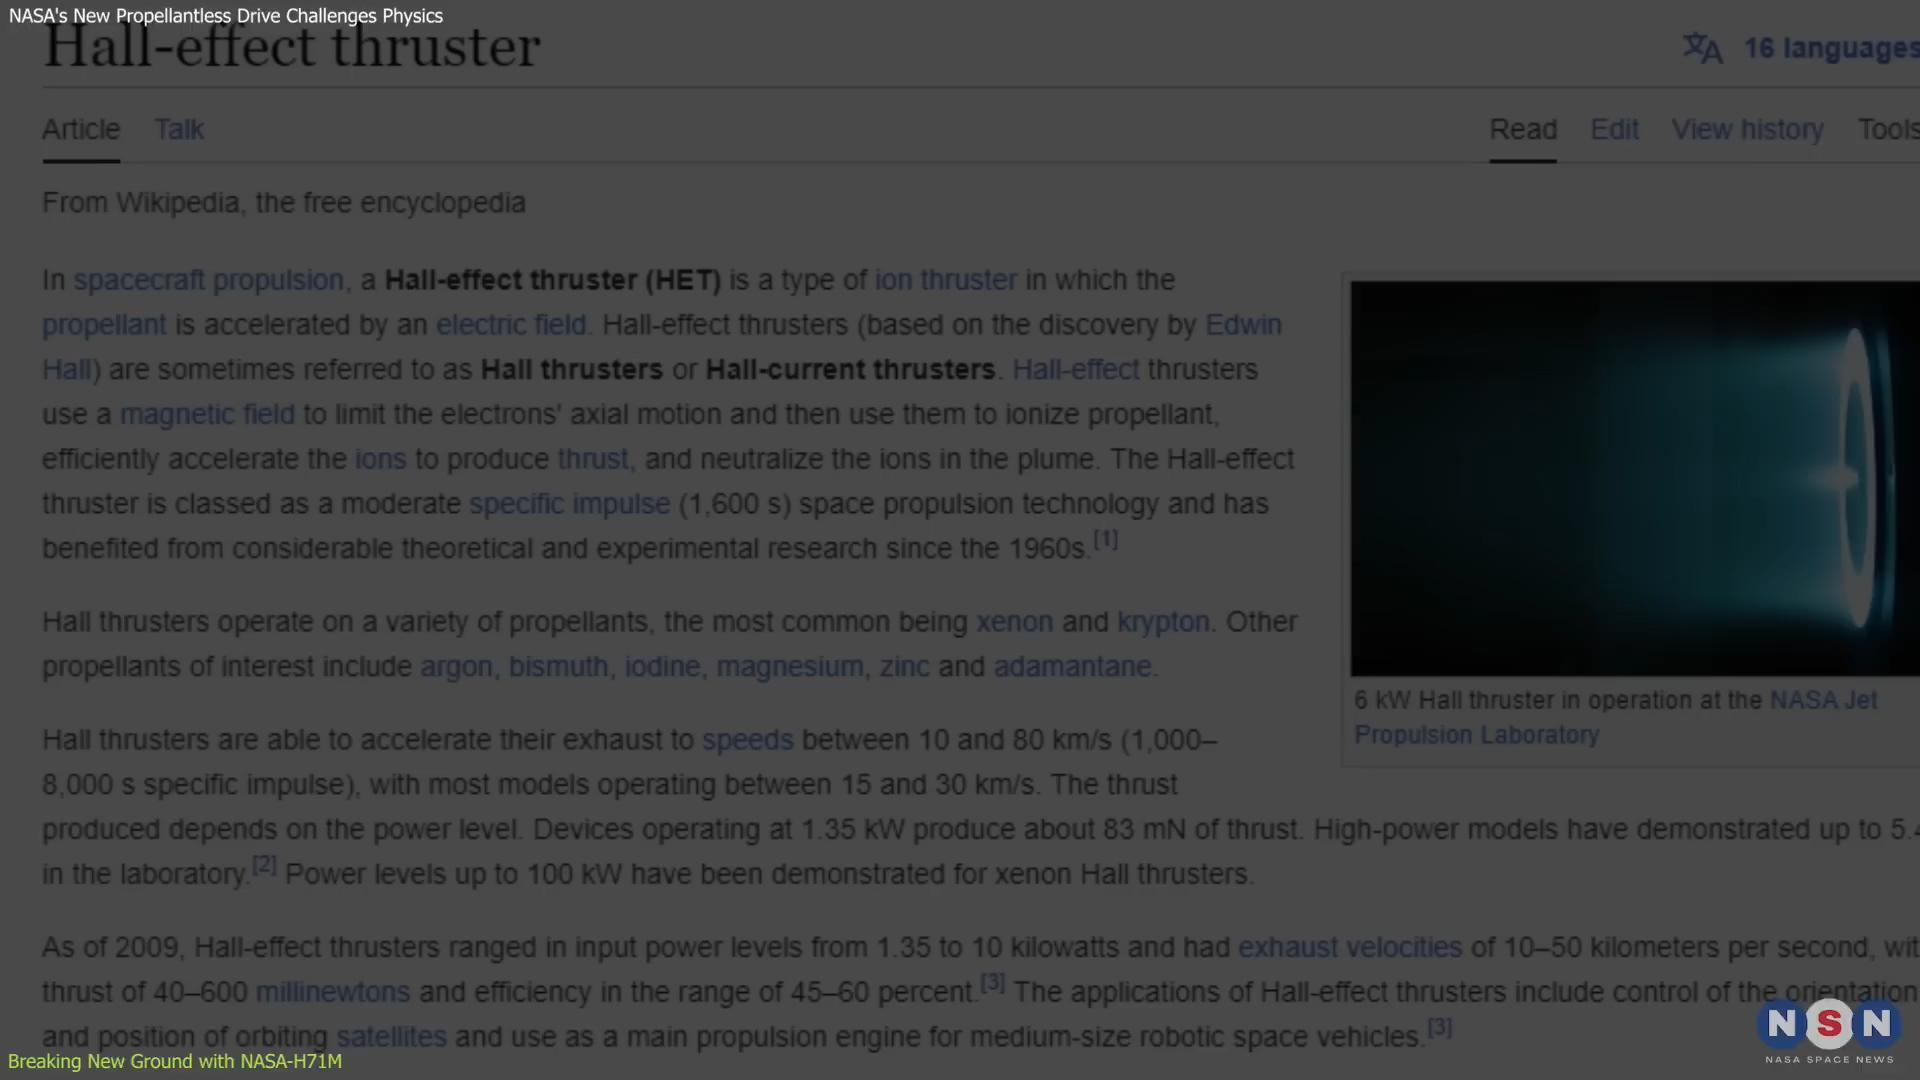 NASA's New Propellantless Drive Challenges Physics
Hall-effect thruster
16 languages
Article Talk
Read Edit View history Tools
From Wikipedia, the free encyclopedia
In spacecraft propulsion, a Hall-effect thruster (HET) is a type of ion thruster in which the
propellant is accelerated by an electric field. Hall-effect thrusters (based on the discovery by Edwin
Hall) are sometimes referred to as Hall thrusters or Hall-current thrusters. Hall-effect thrusters
use a magnetic field to limit the electrons' axial motion and then use them to ionize propellant,
efficiently accelerate the ions to produce thrust, and neutralize the ions in the plume. The Hall-effect
thruster is classed as a moderate specific impulse (1,600 s) space propulsion technology and has
benefited from considerable theoretical and experimental research since the 1960s.[1]
Hall thrusters operate on a variety of propellants, the most common being xenon and krypton. Other
propellants of interest include argon, bismuth, iodine, magnesium, zinc and adamantane.
6 kW Hall thruster in operation at the NASA Jet
Propulsion Laboratory
Hall thrusters are able to accelerate their exhaust to speeds between 10 and 80 km/s (1,000–
8,000 s specific impulse), with most models operating between 15 and 30 km/s. The thrust
produced depends on the power level. Devices operating at 1.35 kW produce about 83 mN of thrust. High-power models have demonstrated up to 5.4
in the laboratory.[2] Power levels up to 100 kW have been demonstrated for xenon Hall thrusters.
As of 2009, Hall-effect thrusters ranged in input power levels from 1.35 to 10 kilowatts and had exhaust velocities of 10–50 kilometers per second, wit
thrust of 40–600 millinewtons and efficiency in the range of 45–60 percent.[3] The applications of Hall-effect thrusters include control of the orientation
and position of orbiting satellites and use as a main propulsion engine for medium-size robotic space vehicles.[3]
NSN
NASA SPACE NEWS
Breaking New Ground with NASA-H71M